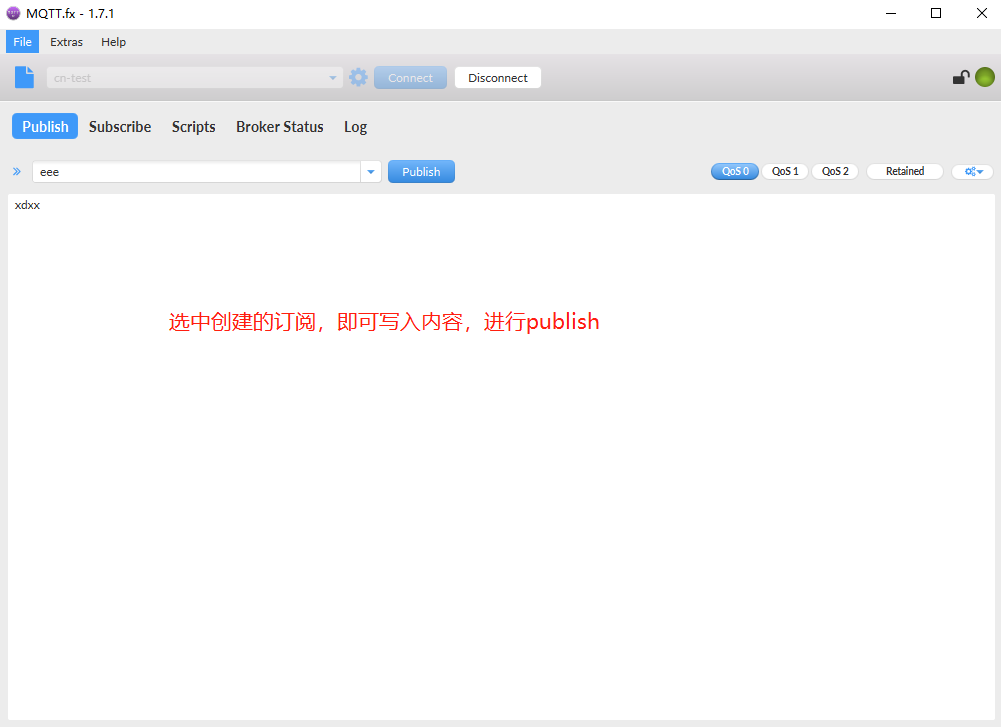 MQTT.fx - 1.7.1
File Extras Help
cn-test Connect Disconnect
Publish Subscribe Scripts Broker Status Log
eee Publish QoS 0 QoS 1 QoS 2 Retained
xdxx
选中创建的订阅，即可写入内容，进行publish